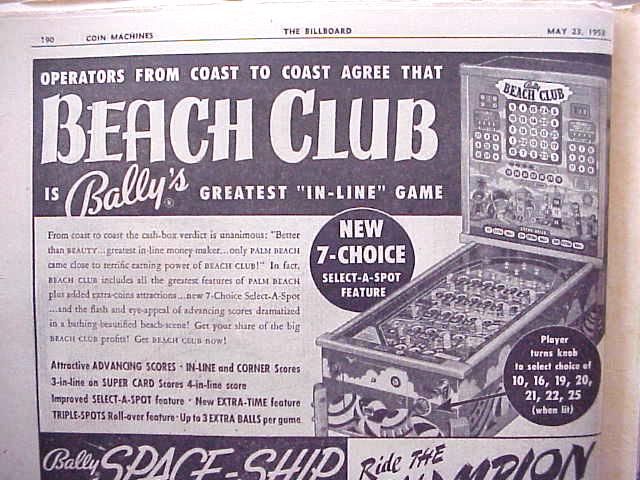 190 COIN MACHINES THE BILLBOARD MAY 23, 1953
OPERATORS FROM COAST TO COAST AGREE THAT
BEACH CLUB
IS Bally's GREATEST "IN-LINE" GAME
From coast to coast the cash-box verdict is unanimous: "Better
than BEAUTY...greatest in-line money-maker...only PALM BEACH
came close to terrific earning power of BEACH CLUB!" In fact,
BEACH CLUB includes all the greatest features of PALM BEACH
plus added extra-coins attractions...new 7-Choice Select-A-Spot
...and the flash and eye-appeal of advancing scores dramatized
in a bathing-beautified beach-scene! Get your share of the big
BEACH CLUB profits! Get BEACH CLUB now!
Attractive ADVANCING SCORES · IN-LINE and CORNER Scores
3-in-line on SUPER CARD Scores 4-in-line score
Improved SELECT-A-SPOT feature · New EXTRA-TIME feature
TRIPLE-SPOTS Roll-over feature · Up to 3 EXTRA BALLS per game
NEW
7-CHOICE
SELECT-A-SPOT
FEATURE
Bally
BEACH CLUB
EXTRA BALLS
Player
turns knob
to select choice of
10, 16, 19, 20,
21, 22, 25
(when lit)
Bally SPACE-SHIP
Ride THE
CHAMPION